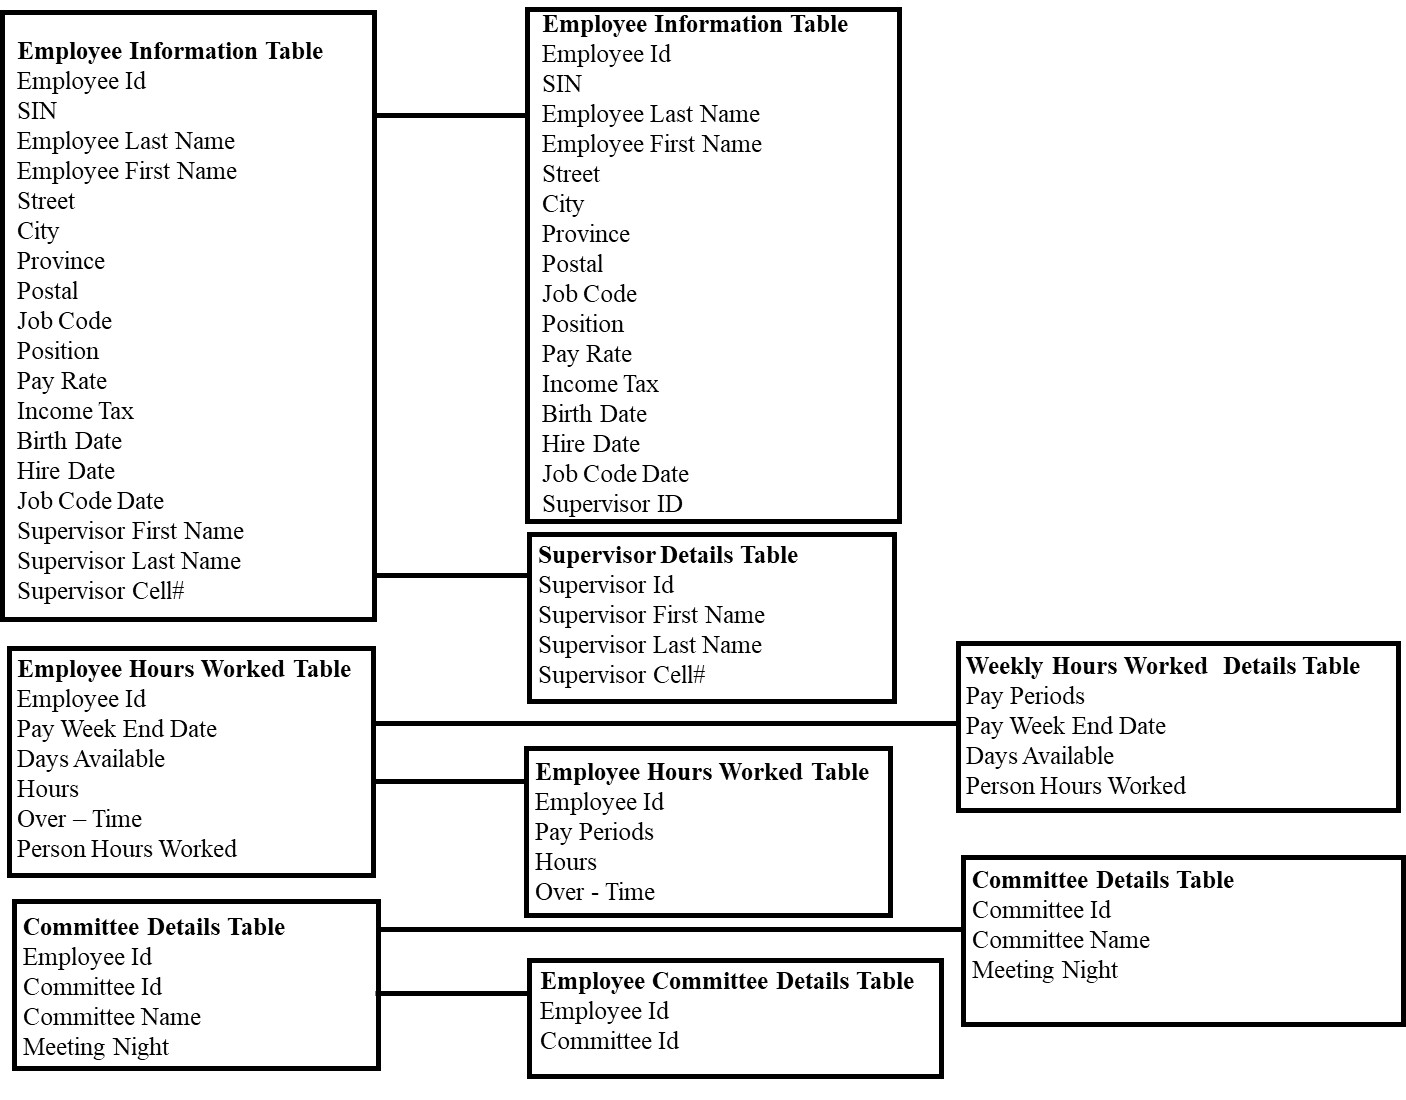 Employee Information Table
Employee Id
SIN
Employee Last Name
Employee First Name
Street
City
Province
Postal
Job Code
Position
Pay Rate
Income Tax
Birth Date
Hire Date
Job Code Date
Supervisor First Name
Supervisor Last Name
Supervisor Cell#
Employee Information Table
Employee Id
SIN
Employee Last Name
Employee First Name
Street
City
Province
Postal
Job Code
Position
Pay Rate
Income Tax
Birth Date
Hire Date
Job Code Date
Supervisor ID
Supervisor Details Table
Supervisor Id
Supervisor First Name
Supervisor Last Name
Supervisor Cell#
Employee Hours Worked Table
Employee Id
Pay Week End Date
Days Available
Hours
Over – Time
Person Hours Worked
Employee Hours Worked Table
Employee Id
Pay Periods
Hours
Over - Time
Weekly Hours Worked  Details Table
Pay Periods
Pay Week End Date
Days Available
Person Hours Worked
Committee Details Table
Employee Id
Committee Id
Committee Name
Meeting Night
Employee Committee Details Table
Employee Id
Committee Id
Committee Details Table
Committee Id
Committee Name
Meeting Night